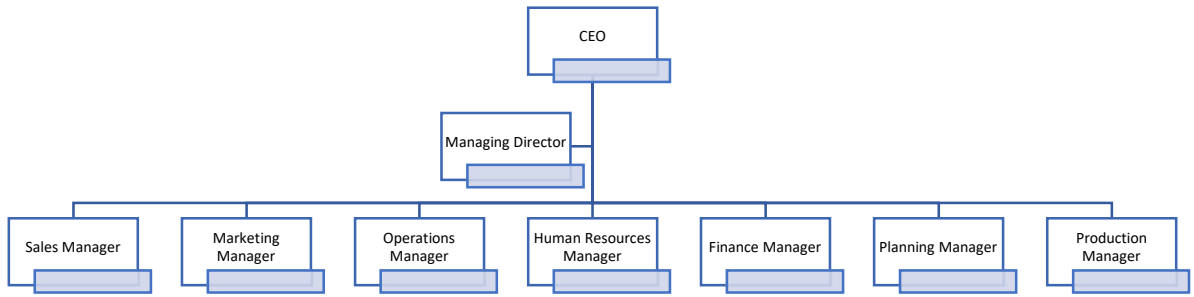 CEO
Managing Director
Sales Manager
Marketing
Manager
Operations
Manager
Human Resources
Manager
Finance Manager
Planning Manager
Production
Manager